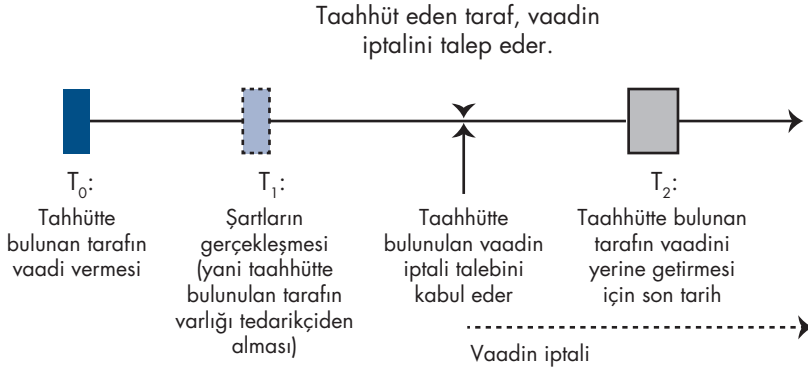 Taahhüt eden taraf, vaadin
iptalini talep eder.
T0:
Tahhütte
bulunan tarafın
vaadi vermesi
T1:
Şartların
gerçekleşmesi
(yani taahhütte
bulunulan tarafın
varlığı tedarikçiden
alması)
Taahhütte
bulunulan vaadin
iptali talebini
kabul eder
T2:
Taahhütte bulunan
tarafın vaadini
yerine getirmesi
için son tarih
Vaadin iptali